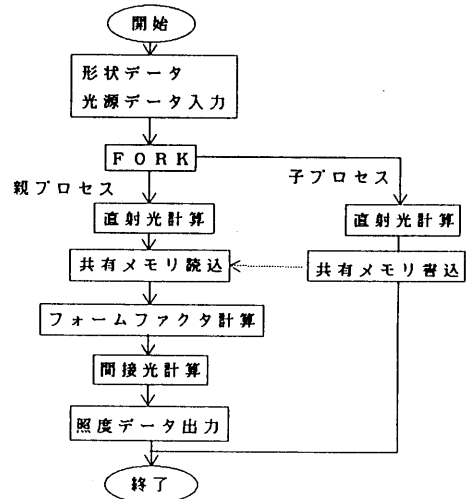 開始
形状データ
光源データ入力
FORK
親プロセス
子プロセス
直射光計算
直射光計算
共有メモリ読込
共有メモリ書込
フォームファクタ計算
間接光計算
照度データ出力
終了